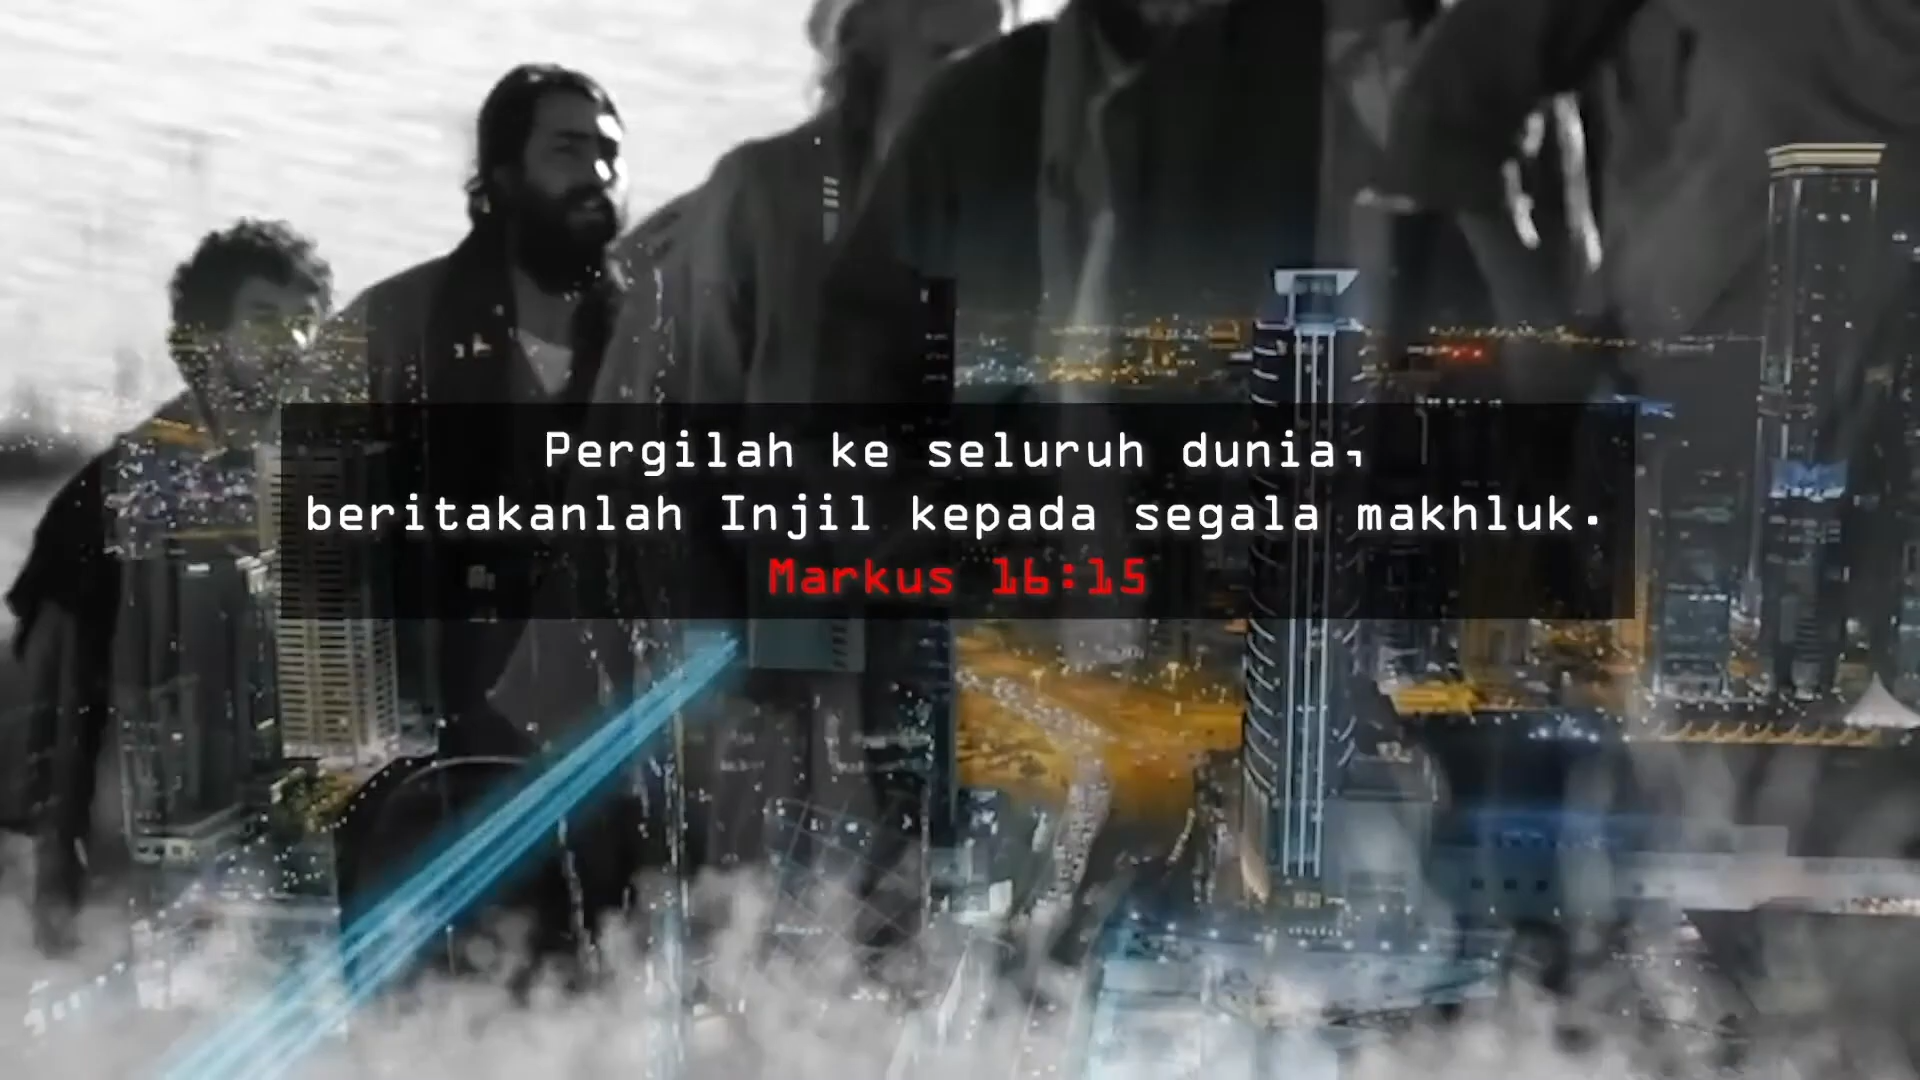 Pergilah ke seluruh dunia,
beritakanlah Injil kepada segala makhluk.
Markus 16:15